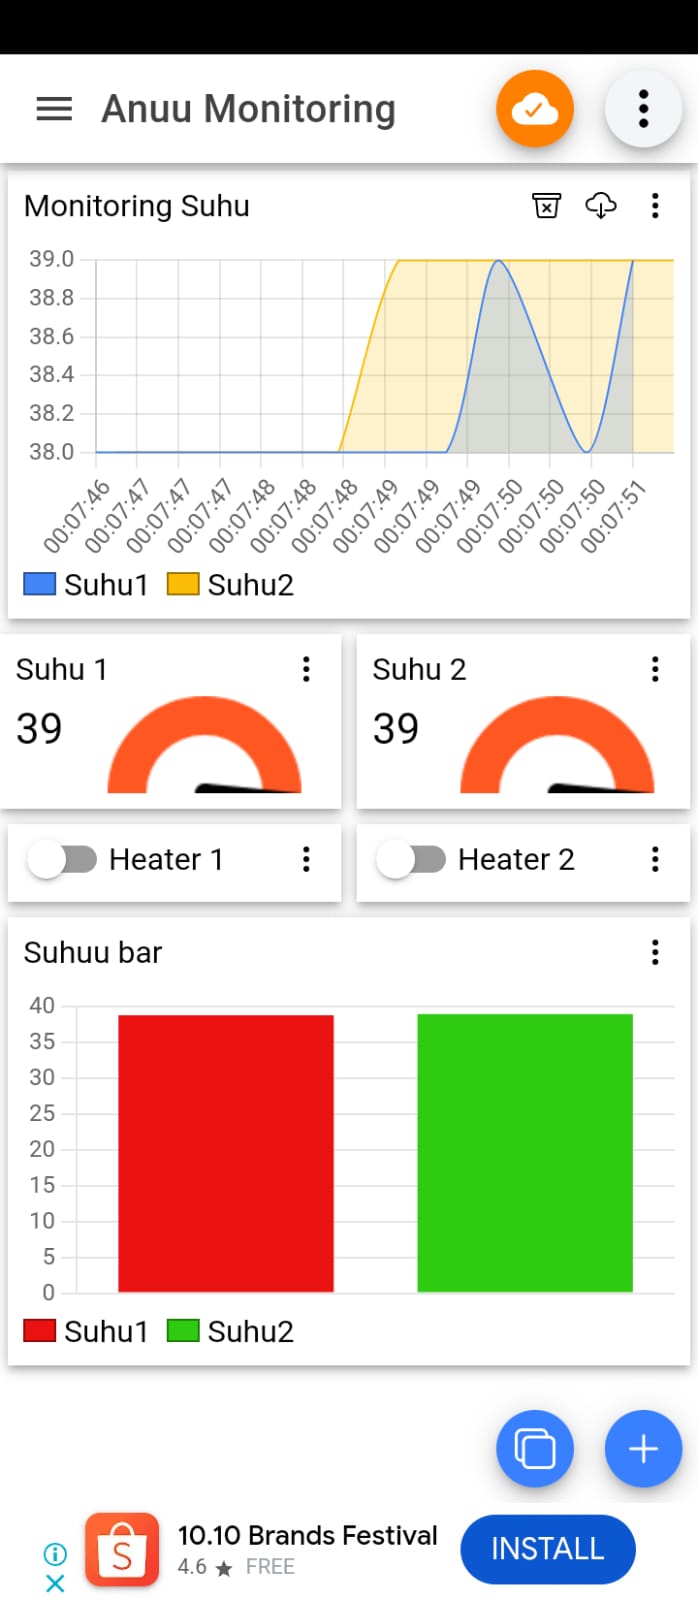 Anuu Monitoring
Monitoring Suhu
39.0
38.8
38.6
38.4
38.2
38.0
00:07:46 00:07:47 00:07:47 00:07:47 00:07:48 00:07:48 00:07:48 00:07:49 00:07:49 00:07:49 00:07:50 00:07:50 00:07:50 00:07:51
Suhu1 Suhu2
Suhu 1
39
Suhu 2
39
Heater 1
Heater 2
Suhuu bar
40
35
30
25
20
15
10
5
0
Suhu1 Suhu2
10.10 Brands Festival
4.6 ★ FREE
INSTALL